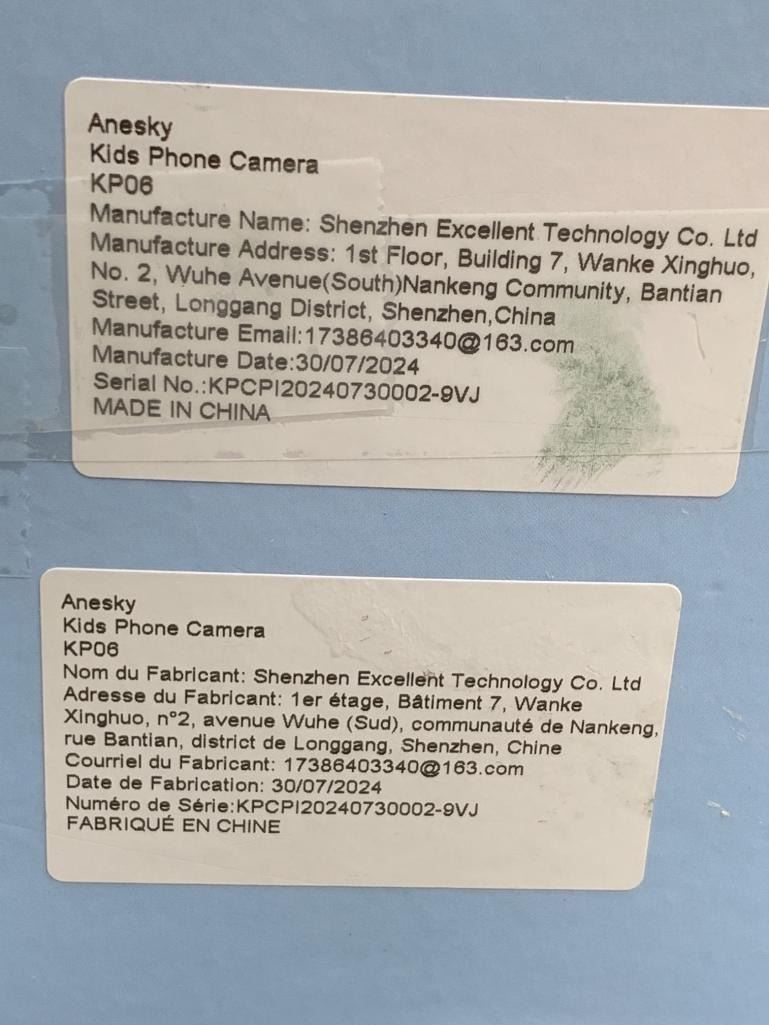 Anesky
Kids Phone Camera
KP06
Manufacture Name: Shenzhen Excellent Technology Co. Ltd
Manufacture Address: 1st Floor, Building 7, Wanke Xinghuo,
No. 2, Wuhe Avenue(South)Nankeng Community, Bantian
Street, Longgang District, Shenzhen,China
Manufacture Email:17386403340@163.com
Manufacture Date:30/07/2024
Serial No.:KPCPI20240730002-9VJ
MADE IN CHINA
Anesky
Kids Phone Camera
KP06
Nom du Fabricant: Shenzhen Excellent Technology Co. Ltd
Adresse du Fabricant: 1er étage, Bâtiment 7, Wanke
Xinghuo, n°2, avenue Wuhe (Sud), communauté de Nankeng,
rue Bantian, district de Longgang, Shenzhen, Chine
Courriel du Fabricant: 17386403340@163.com
Date de Fabrication: 30/07/2024
Numéro de Série:KPCPI20240730002-9VJ
FABRIQUÉ EN CHINE